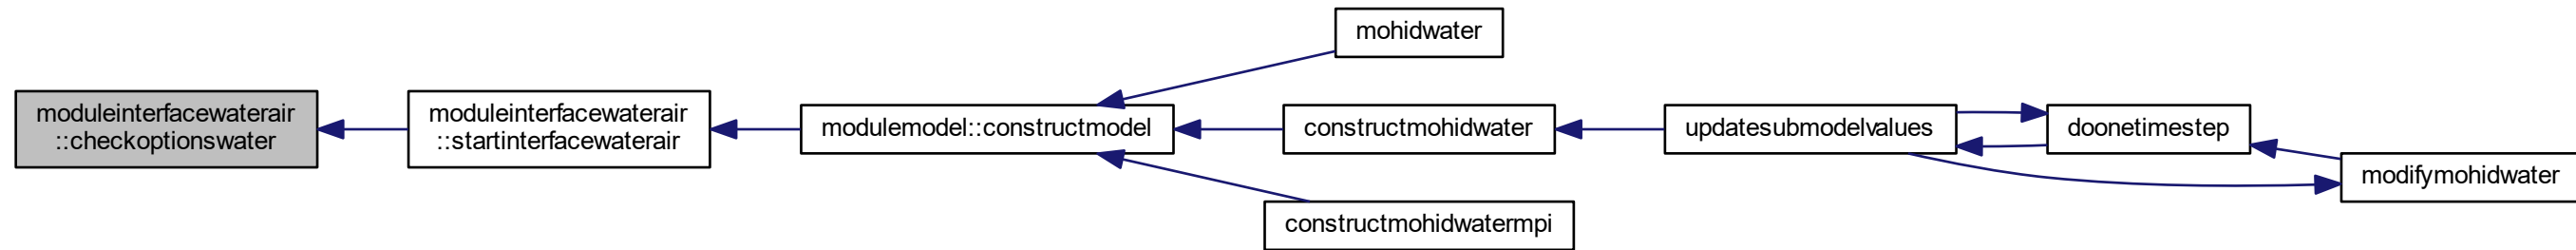 moduleinterfacewaterair
::checkoptionswater
moduleinterfacewaterair
::startinterfacewaterair
modulemodel::constructmodel
mohidwater
constructmohidwater
constructmohidwatermpi
updatesubmodelvalues
doonetimestep
modifymohidwater